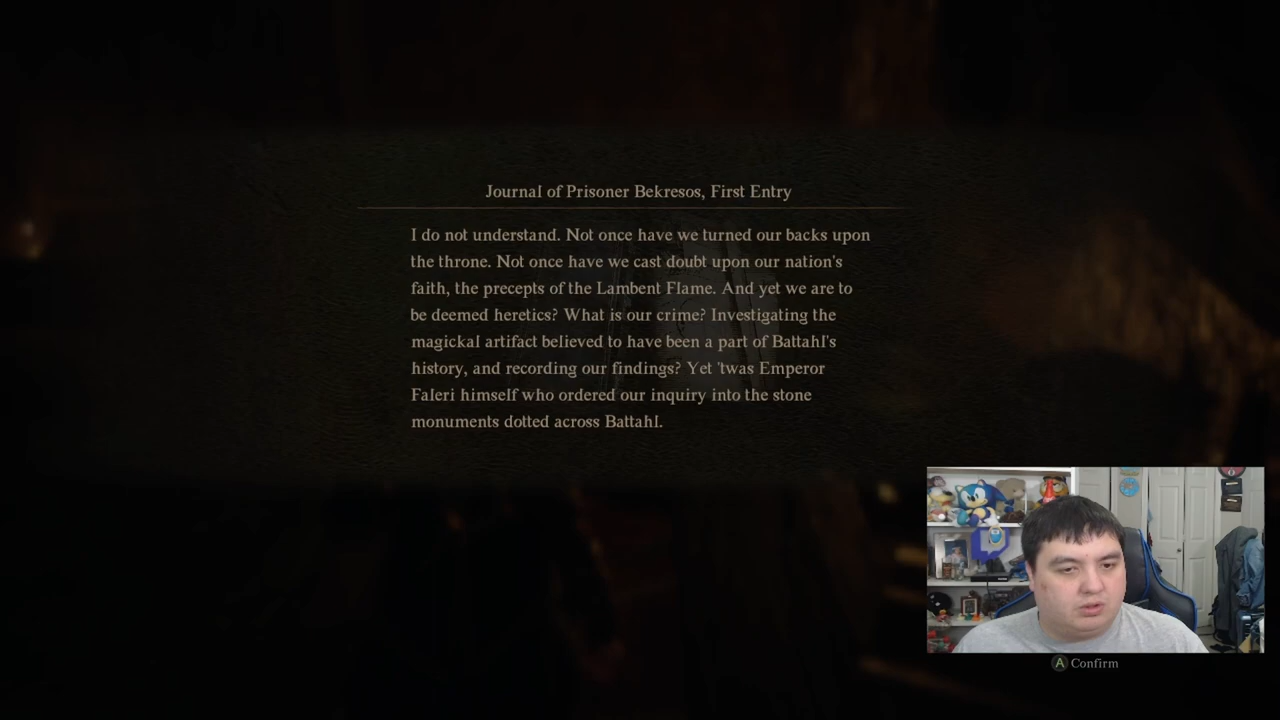 Journal of Prisoner Bekresos, First Entry
I do not understand. Not once have we turned our backs upon
the throne. Not once have we cast doubt upon our nation's
faith, the precepts of the Lambent Flame. And yet we are to
be deemed heretics? What is our crime? Investigating the
magickal artifact believed to have been a part of Battahl's
history, and recording our findings? Yet 'twas Emperor
Faleri himself who ordered our inquiry into the stone
monuments dotted across Battahl.
A Confirm